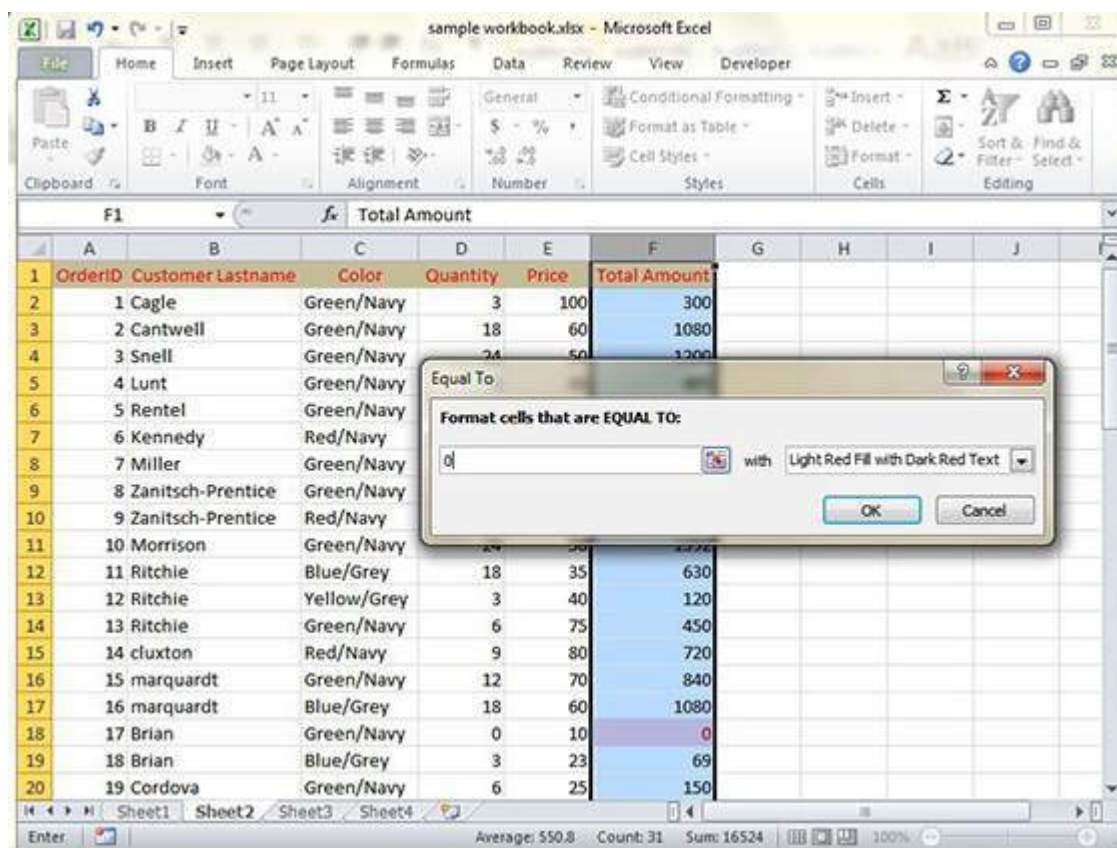 sample workbook.xlsx - Microsoft Excel
File Home Insert Page Layout Formulas Data Review View Developer
Paste
11
B I U A A
General
$ % ,
Conditional Formatting
Format as Table
Cell Styles
Insert
Delete
Format
Σ
Sort & Filter
Find & Select
Clipboard Font Alignment Number Styles Cells Editing
F1 fx Total Amount
A B C D E F G H I J
1 OrderID Customer Lastname Color Quantity Price Total Amount
2 1 Cagle Green/Navy 3 100 300
3 2 Cantwell Green/Navy 18 60 1080
4 3 Snell Green/Navy 24 50 1200
5 4 Lunt Green/Navy
6 5 Rentel Green/Navy
7 6 Kennedy Red/Navy
8 7 Miller Green/Navy
9 8 Zanitsch-Prentice Green/Navy
10 9 Zanitsch-Prentice Red/Navy
Equal To
Format cells that are EQUAL TO:
0 with Light Red Fill with Dark Red Text
OK Cancel
11 10 Morrison Green/Navy
12 11 Ritchie Blue/Grey 18 35 630
13 12 Ritchie Yellow/Grey 3 40 120
14 13 Ritchie Green/Navy 6 75 450
15 14 cluxton Red/Navy 9 80 720
16 15 marquardt Green/Navy 12 70 840
17 16 marquardt Blue/Grey 18 60 1080
18 17 Brian Green/Navy 0 10 0
19 18 Brian Blue/Grey 3 23 69
20 19 Cordova Green/Navy 6 25 150
Sheet1 Sheet2 Sheet3 Sheet4
Enter Average: 550.8 Count: 31 Sum: 16524 100%